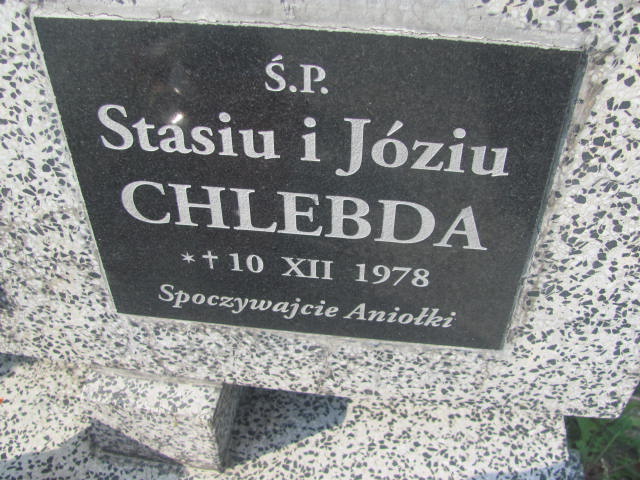 Ś.P.
Stasiu i Józiu
CHLEBDA
*† 10 XII 1978
Spoczywajcie Aniołki